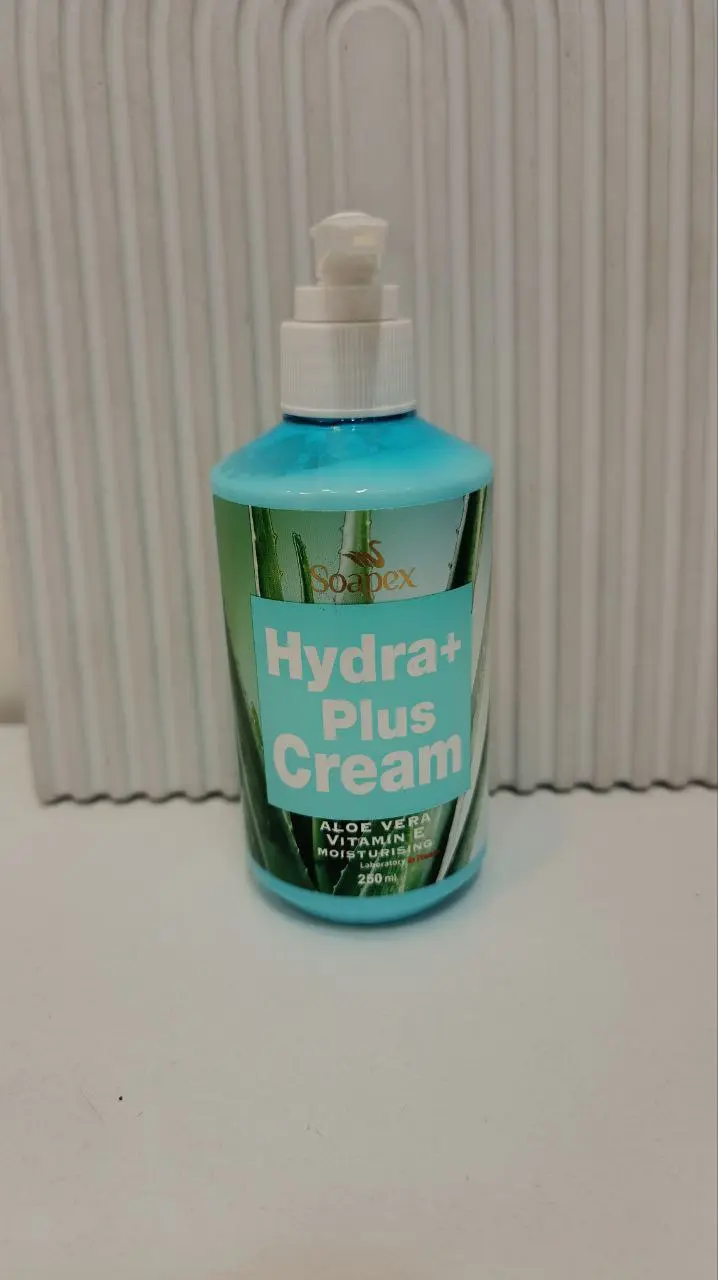 Soapex
Hydra+
Plus
Cream
ALOE VERA
VITAMIN E
MOISTURISING
Laboratory
250 ml